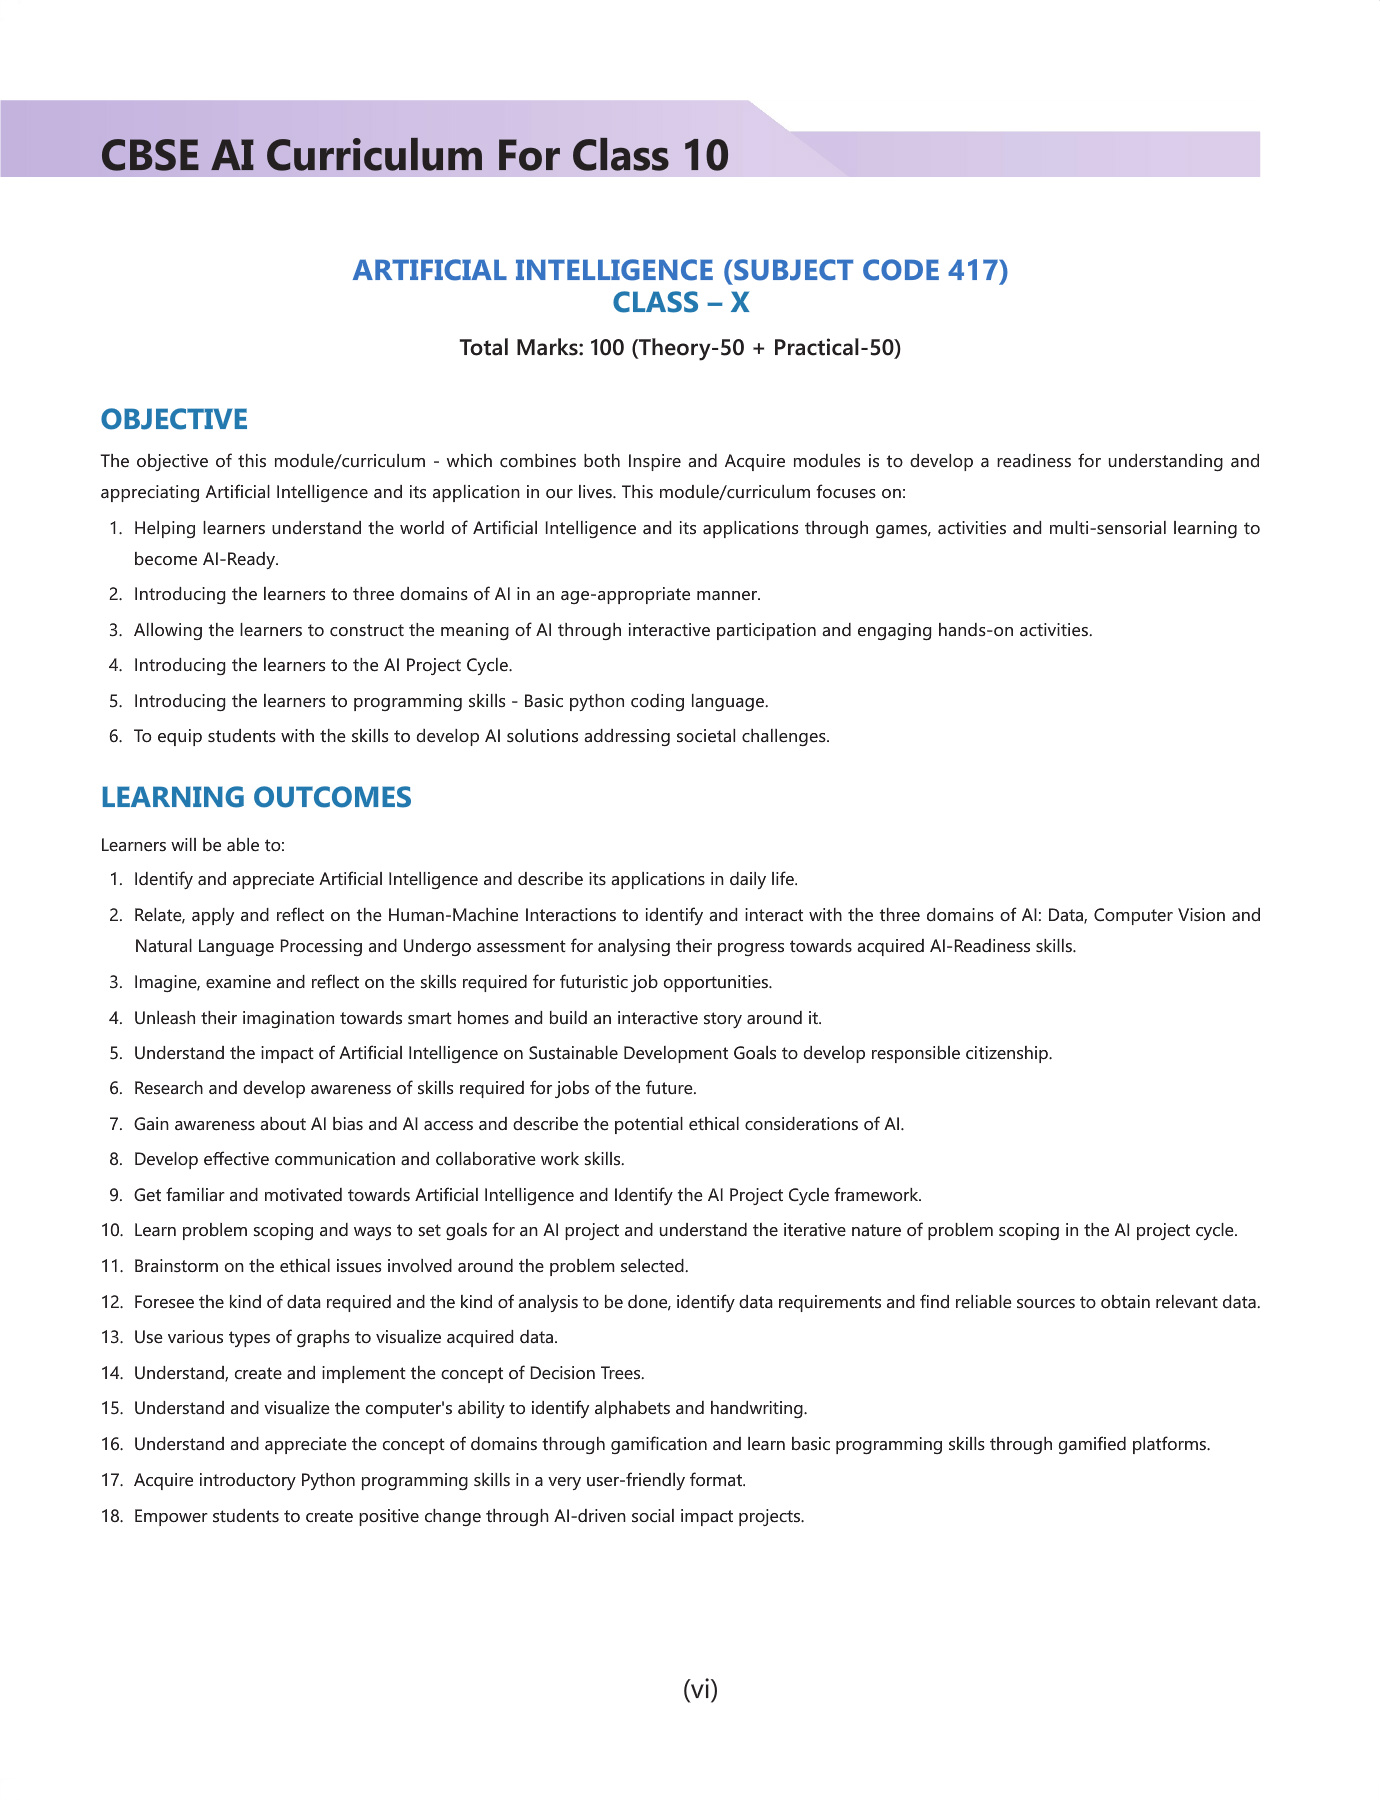 CBSE AI Curriculum For Class 10
ARTIFICIAL INTELLIGENCE (SUBJECT CODE 417)
CLASS – X
Total Marks: 100 (Theory-50 + Practical-50)
OBJECTIVE
The objective of this module/curriculum - which combines both Inspire and Acquire modules is to develop a readiness for understanding and
appreciating Artificial Intelligence and its application in our lives. This module/curriculum focuses on:
1. Helping learners understand the world of Artificial Intelligence and its applications through games, activities and multi-sensorial learning to
become AI-Ready.
2. Introducing the learners to three domains of AI in an age-appropriate manner.
3. Allowing the learners to construct the meaning of AI through interactive participation and engaging hands-on activities.
4. Introducing the learners to the AI Project Cycle.
5. Introducing the learners to programming skills - Basic python coding language.
6. To equip students with the skills to develop AI solutions addressing societal challenges.
LEARNING OUTCOMES
Learners will be able to:
1. Identify and appreciate Artificial Intelligence and describe its applications in daily life.
2. Relate, apply and reflect on the Human-Machine Interactions to identify and interact with the three domains of AI: Data, Computer Vision and
Natural Language Processing and Undergo assessment for analysing their progress towards acquired AI-Readiness skills.
3. Imagine, examine and reflect on the skills required for futuristic job opportunities.
4. Unleash their imagination towards smart homes and build an interactive story around it.
5. Understand the impact of Artificial Intelligence on Sustainable Development Goals to develop responsible citizenship.
6. Research and develop awareness of skills required for jobs of the future.
7. Gain awareness about AI bias and AI access and describe the potential ethical considerations of AI.
8. Develop effective communication and collaborative work skills.
9. Get familiar and motivated towards Artificial Intelligence and Identify the AI Project Cycle framework.
10. Learn problem scoping and ways to set goals for an AI project and understand the iterative nature of problem scoping in the AI project cycle.
11. Brainstorm on the ethical issues involved around the problem selected.
12. Foresee the kind of data required and the kind of analysis to be done, identify data requirements and find reliable sources to obtain relevant data.
13. Use various types of graphs to visualize acquired data.
14. Understand, create and implement the concept of Decision Trees.
15. Understand and visualize the computer's ability to identify alphabets and handwriting.
16. Understand and appreciate the concept of domains through gamification and learn basic programming skills through gamified platforms.
17. Acquire introductory Python programming skills in a very user-friendly format.
18. Empower students to create positive change through AI-driven social impact projects.
(vi)